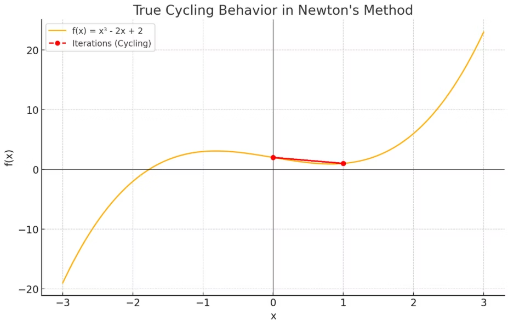 True Cycling Behavior in Newton's Method
f(x) = x³ - 2x + 2
Iterations (Cycling)
f(x)
20
10
0
−10
−20
−3 −2 −1 0 1 2 3
x